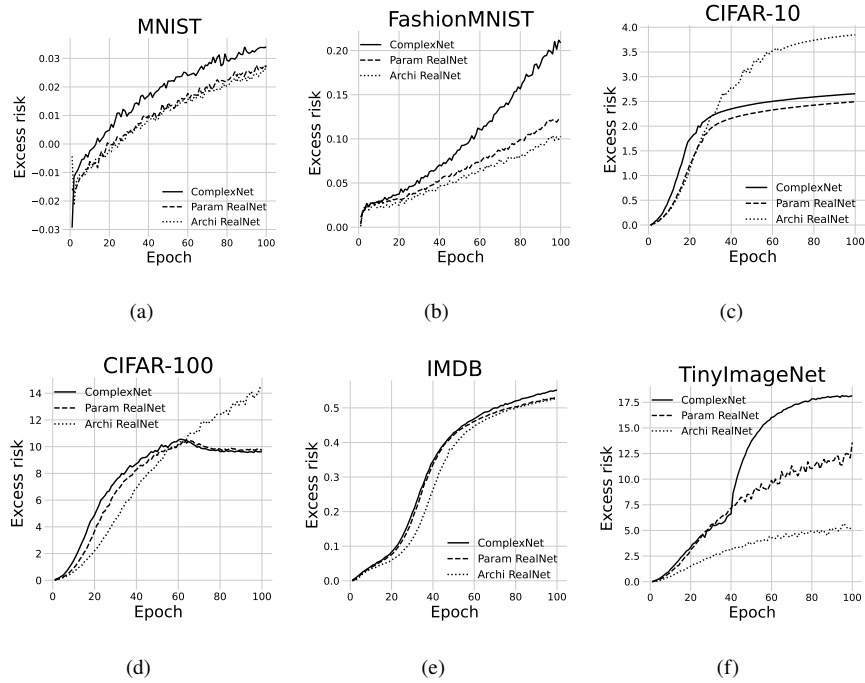 MNIST
Excess risk
0.03
0.02
0.01
0.00
−0.01
−0.02
−0.03
ComplexNet
Param RealNet
Archi RealNet
0 20 40 60 80 100
Epoch
(a)
FashionMNIST
Excess risk
0.20
0.15
0.10
0.05
0.00
ComplexNet
Param RealNet
Archi RealNet
0 20 40 60 80 100
Epoch
(b)
CIFAR-10
Excess risk
4.0
3.5
3.0
2.5
2.0
1.5
1.0
0.5
0.0
ComplexNet
Param RealNet
Archi RealNet
0 20 40 60 80 100
Epoch
(c)
CIFAR-100
Excess risk
14
12
10
8
6
4
2
0
ComplexNet
Param RealNet
Archi RealNet
0 20 40 60 80 100
Epoch
(d)
IMDB
Excess risk
0.5
0.4
0.3
0.2
0.1
0.0
ComplexNet
Param RealNet
Archi RealNet
0 20 40 60 80 100
Epoch
(e)
TinyImageNet
Excess risk
17.5
15.0
12.5
10.0
7.5
5.0
2.5
0.0
ComplexNet
Param RealNet
Archi RealNet
0 20 40 60 80 100
Epoch
(f)